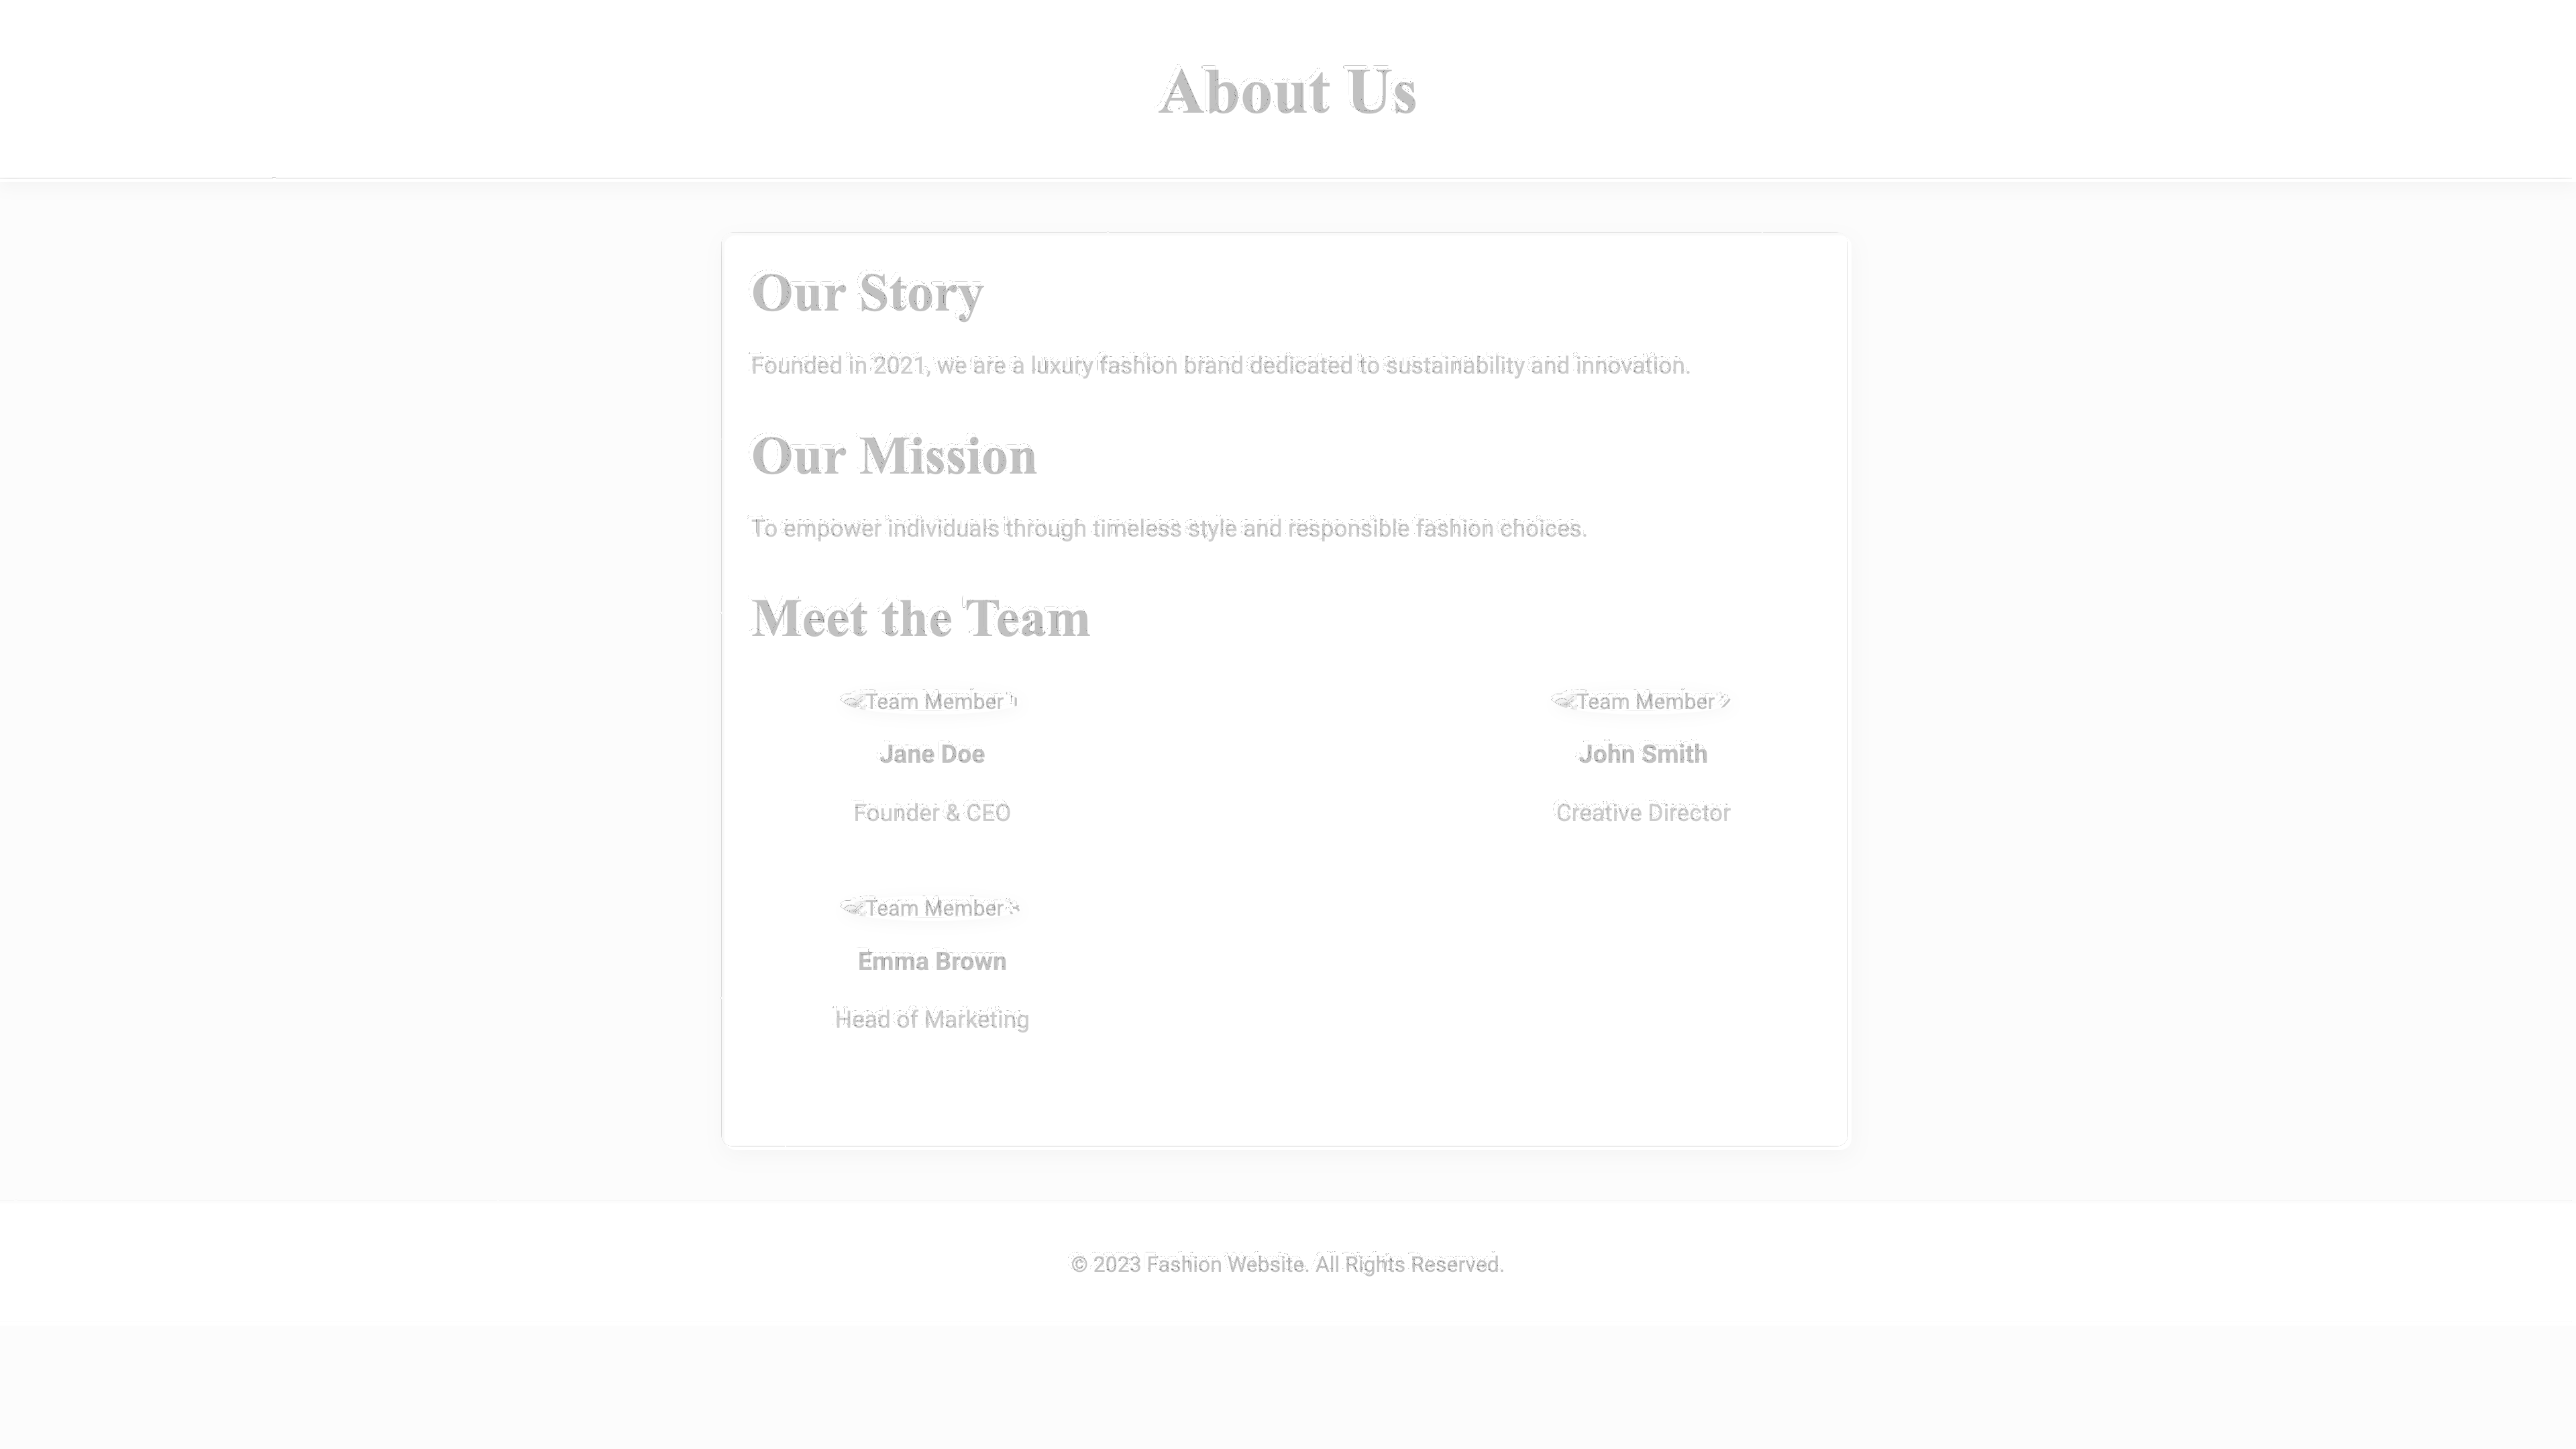 About Us
Our Story
Founded in 2021, we are a luxury fashion brand dedicated to sustainability and innovation.
Our Mission
To empower individuals through timeless style and responsible fashion choices.
Meet the Team
Team Member Team Member
Jane Doe John Smith
Founder & CEO Creative Director
Team Member
Emma Brown
Head of Marketing
© 2023 Fashion Website. All Rights Reserved.